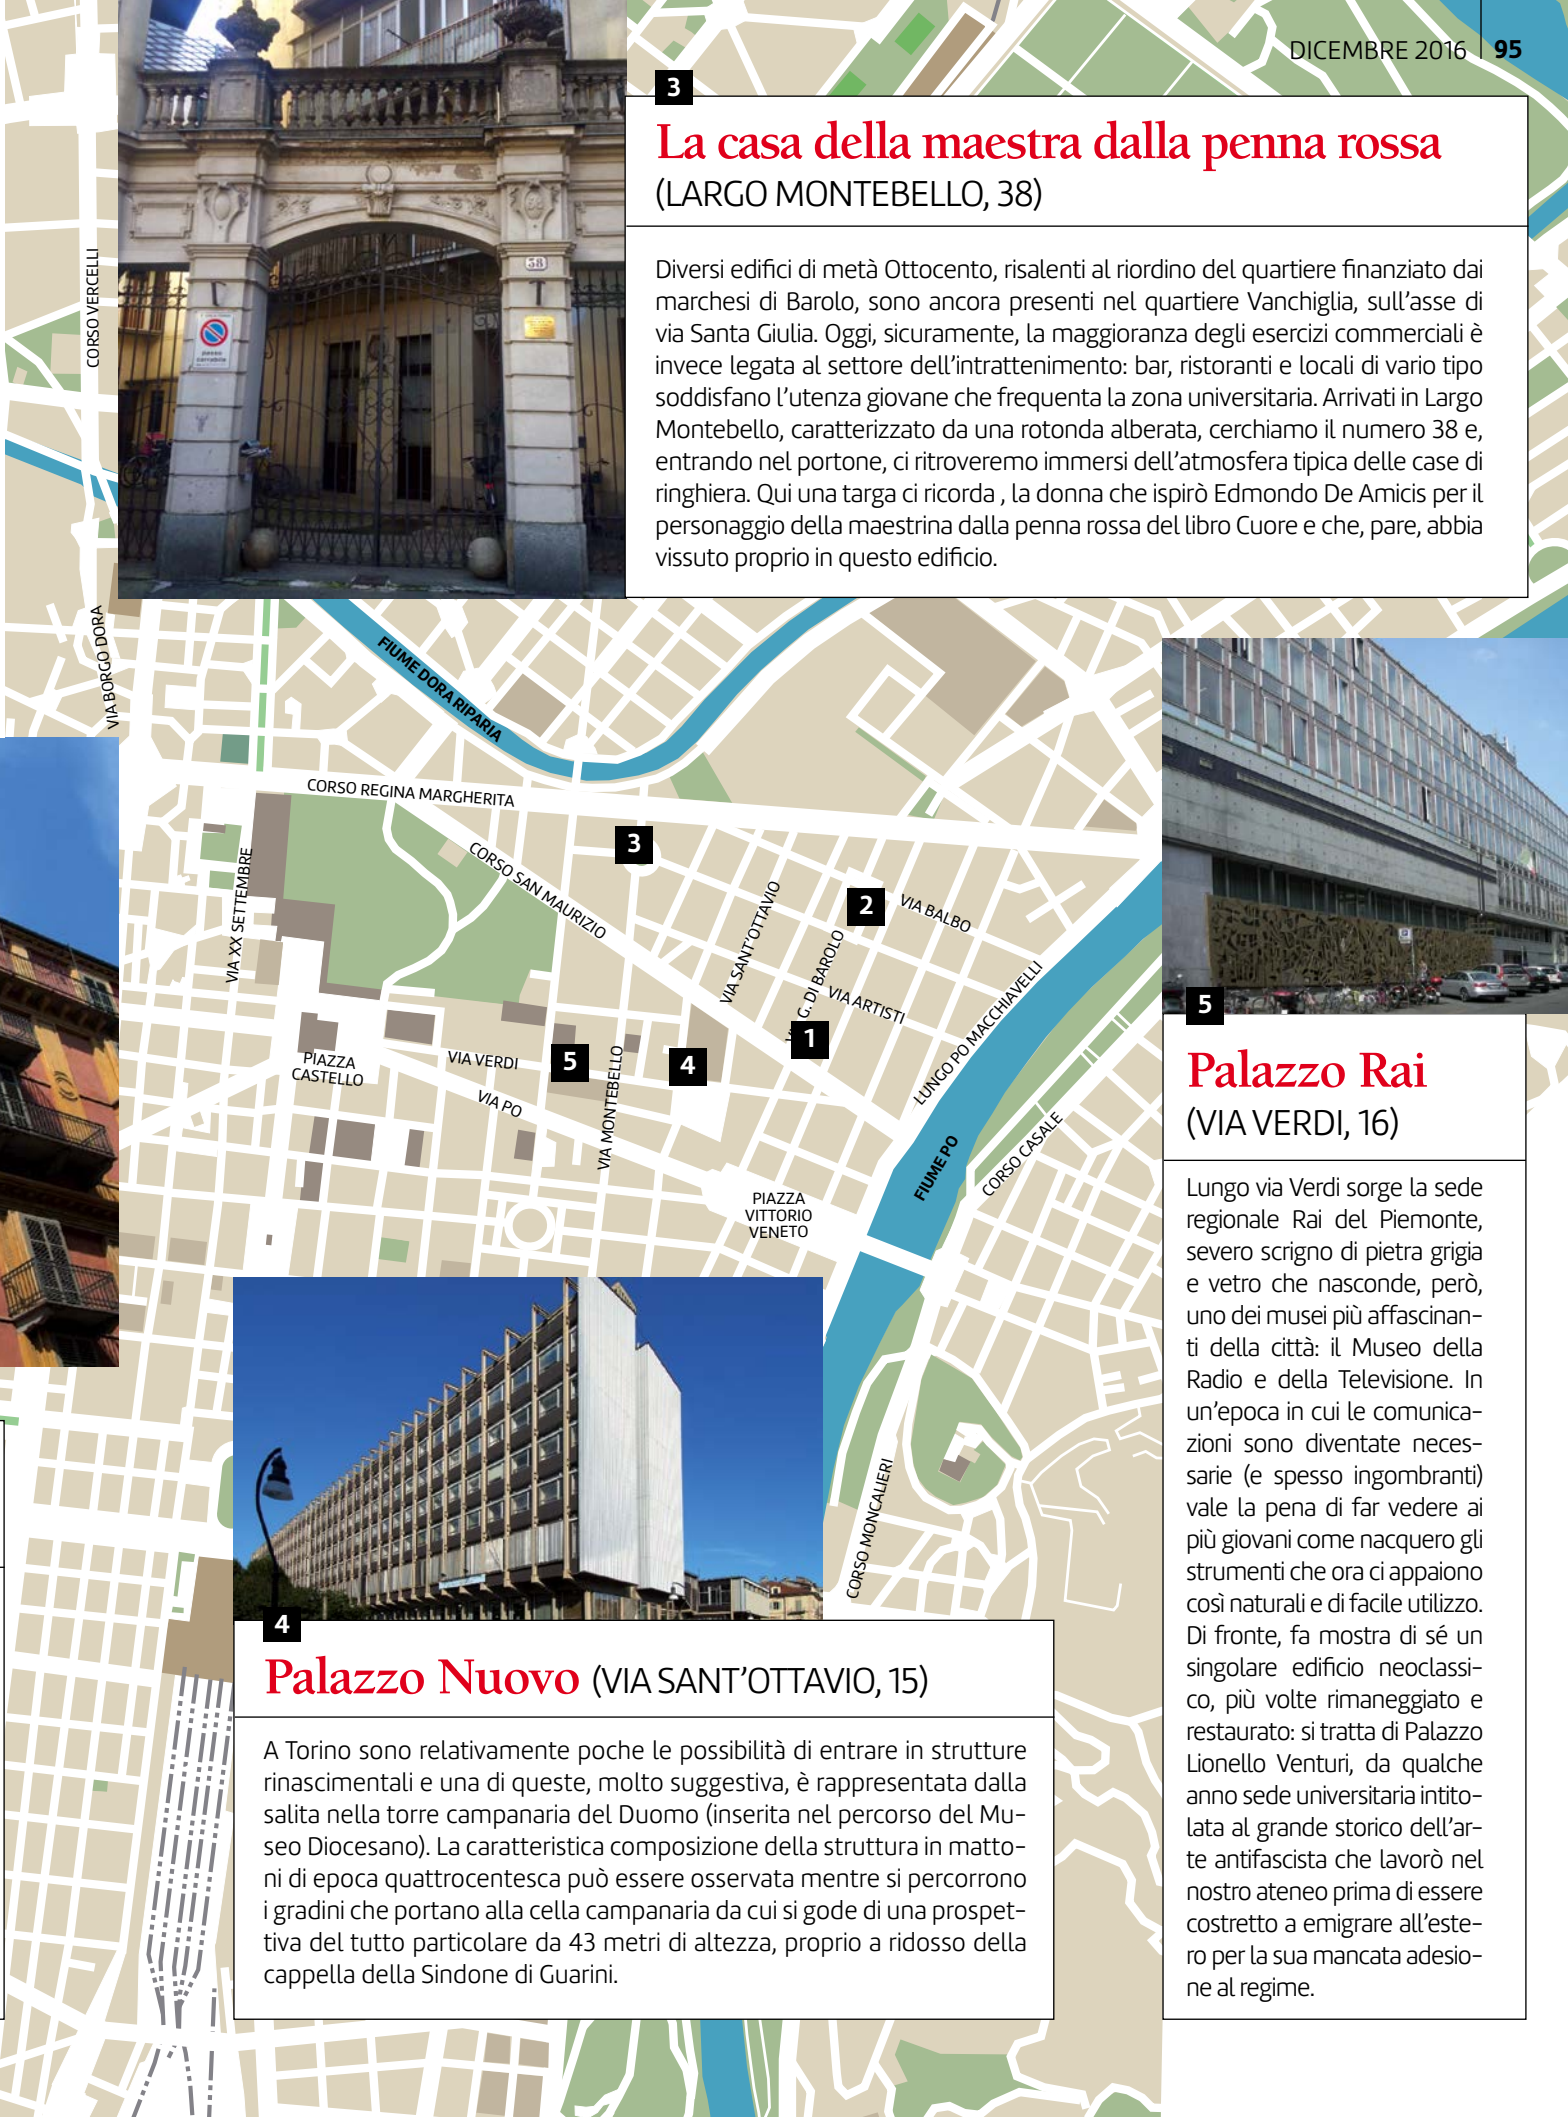 DICEMBRE 2016 95
3
La casa della maestra dalla penna rossa
(LARGO MONTEBELLO, 38)
Diversi edifici di metà Ottocento, risalenti al riordino del quartiere finanziato dai
marchesi di Barolo, sono ancora presenti nel quartiere Vanchiglia, sull'asse di
via Santa Giulia. Oggi, sicuramente, la maggioranza degli esercizi commerciali è
invece legata al settore dell'intrattenimento: bar, ristoranti e locali di vario tipo
soddisfano l'utenza giovane che frequenta la zona universitaria. Arrivati in Largo
Montebello, caratterizzato da una rotonda alberata, cerchiamo il numero 38 e,
entrando nel portone, ci ritroveremo immersi dell'atmosfera tipica delle case di
ringhiera. Qui una targa ci ricorda , la donna che ispirò Edmondo De Amicis per il
personaggio della maestrina dalla penna rossa del libro Cuore e che, pare, abbia
vissuto proprio in questo edificio.
38
passo
carrabile
CORSO VERCELLI
VIA BORGO DORA
FIUME DORA RIPARIA
CORSO REGINA MARGHERITA
3
CORSO SAN MAURIZIO
VIA XX SETTEMBRE
VIA SANT'OTTAVIO
2
VIA BALBO
G. DI BAROLO
VIA ARTISTI
1
LUNGO PO MACCHIAVELLI
PIAZZA
CASTELLO
VIA VERDI
5
VIA MONTEBELLO
4
VIA PO
FIUME PO
CORSO CASALE
PIAZZA
VITTORIO
VENETO
CORSO MONCALIERI
4
Palazzo Nuovo (VIA SANT'OTTAVIO, 15)
A Torino sono relativamente poche le possibilità di entrare in strutture
rinascimentali e una di queste, molto suggestiva, è rappresentata dalla
salita nella torre campanaria del Duomo (inserita nel percorso del Mu-
seo Diocesano). La caratteristica composizione della struttura in matto-
ni di epoca quattrocentesca può essere osservata mentre si percorrono
i gradini che portano alla cella campanaria da cui si gode di una prospet-
tiva del tutto particolare da 43 metri di altezza, proprio a ridosso della
cappella della Sindone di Guarini.
5
Palazzo Rai
(VIA VERDI, 16)
Lungo via Verdi sorge la sede
regionale Rai del Piemonte,
severo scrigno di pietra grigia
e vetro che nasconde, però,
uno dei musei più affascinan-
ti della città: il Museo della
Radio e della Televisione. In
un'epoca in cui le comunica-
zioni sono diventate neces-
sarie (e spesso ingombranti)
vale la pena di far vedere ai
più giovani come nacquero gli
strumenti che ora ci appaiono
così naturali e di facile utilizzo.
Di fronte, fa mostra di sé un
singolare edificio neoclassi-
co, più volte rimaneggiato e
restaurato: si tratta di Palazzo
Lionello Venturi, da qualche
anno sede universitaria intito-
lata al grande storico dell'ar-
te antifascista che lavorò nel
nostro ateneo prima di essere
costretto a emigrare all'este-
ro per la sua mancata adesio-
ne al regime.